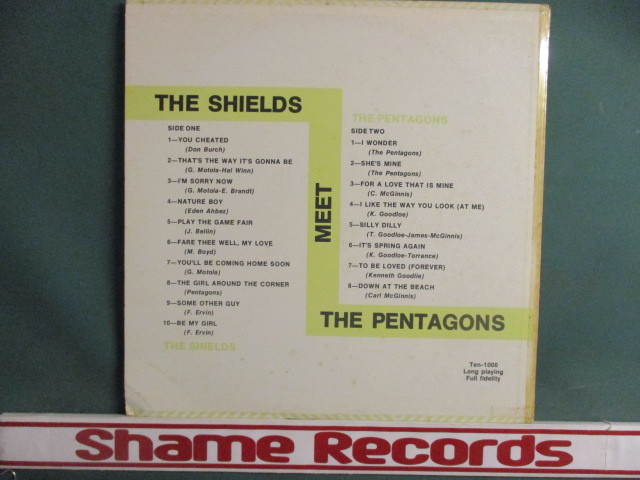 THE SHIELDS
SIDE ONE
1—YOU CHEATED
(Don Burch)
2—THAT'S THE WAY IT'S GONNA BE
(G. Motola-Hal Winn)
3—I'M SORRY NOW
(G. Motola-E. Brandt)
4—NATURE BOY
(Eden Ahbez)
5—PLAY THE GAME FAIR
(J. Bellin)
6—FARE THEE WELL, MY LOVE
(M. Boyd)
7—YOU'LL BE COMING HOME SOON
(G. Motola)
8—THE GIRL AROUND THE CORNER
(Pentagons)
9—SOME OTHER GUY
(F. Ervin)
10—BE MY GIRL
(F. Ervin)
THE SHIELDS
MEET
THE PENTAGONS
SIDE TWO
1—I WONDER
(The Pentagons)
2—SHE'S MINE
(The Pentagons)
3—FOR A LOVE THAT IS MINE
(C. McGinnis)
4—I LIKE THE WAY YOU LOOK (AT ME)
(K. Goodloe)
5—SILLY DILLY
(T. Goodloe-James-McGinnis)
6—IT'S SPRING AGAIN
(K. Goodloe-Torrance)
7—TO BE LOVED (FOREVER)
(Kenneth Goodlie)
8—DOWN AT THE BEACH
(Carl McGinnis)
THE PENTAGONS
Ten-1006
Long playing
Full fidelity
Shame Records